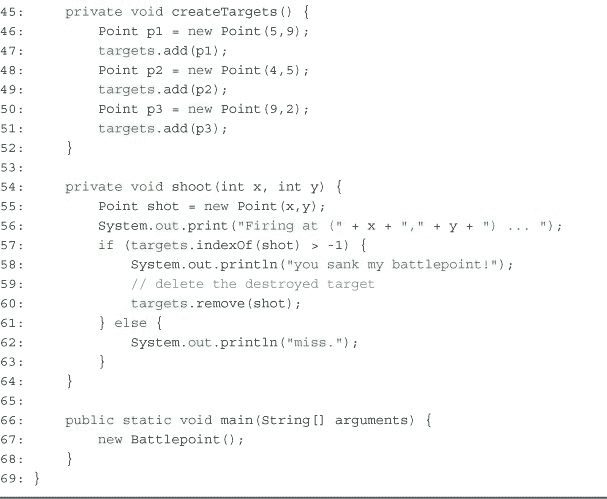 45:     private void createTargets() {
46:         Point p1 = new Point(5,9);
47:         targets.add(p1);
48:         Point p2 = new Point(4,5);
49:         targets.add(p2);
50:         Point p3 = new Point(9,2);
51:         targets.add(p3);
52:     }
53:
54:     private void shoot(int x, int y) {
55:         Point shot = new Point(x,y);
56:         System.out.print("Firing at (" + x + "," + y + ") ... ");
57:         if (targets.indexOf(shot) > -1) {
58:             System.out.println("you sank my battlepoint!");
59:             // delete the destroyed target
60:             targets.remove(shot);
61:         } else {
62:             System.out.println("miss.");
63:         }
64:     }
65:
66:     public static void main(String[] arguments) {
67:         new Battlepoint();
68:     }
69: }